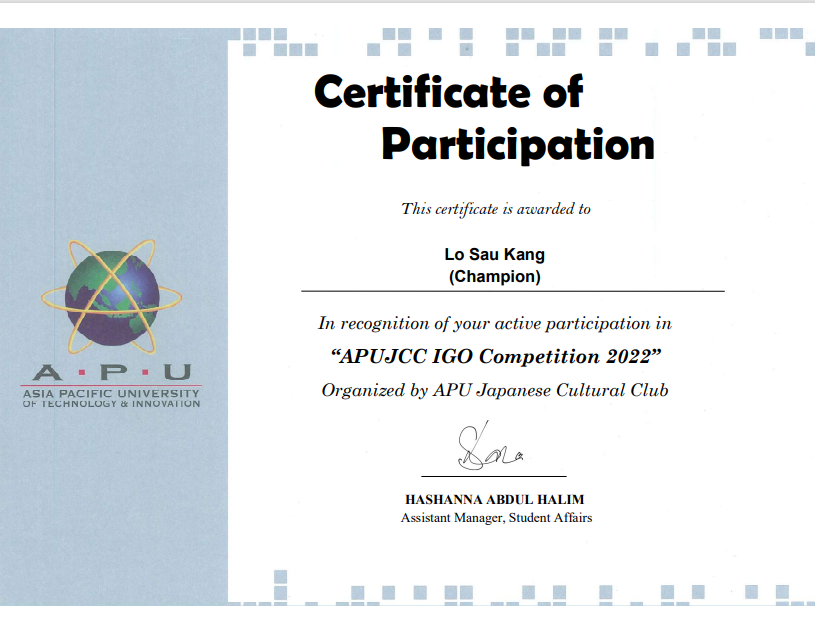 Certificate of
Participation
This certificate is awarded to
Lo Sau Kang
(Champion)
In recognition of your active participation in
“APUJCC IGO Competition 2022”
Organized by APU Japanese Cultural Club
HASHANNA ABDUL HALIM
Assistant Manager, Student Affairs
A·P·U
ASIA PACIFIC UNIVERSITY
OF TECHNOLOGY & INNOVATION